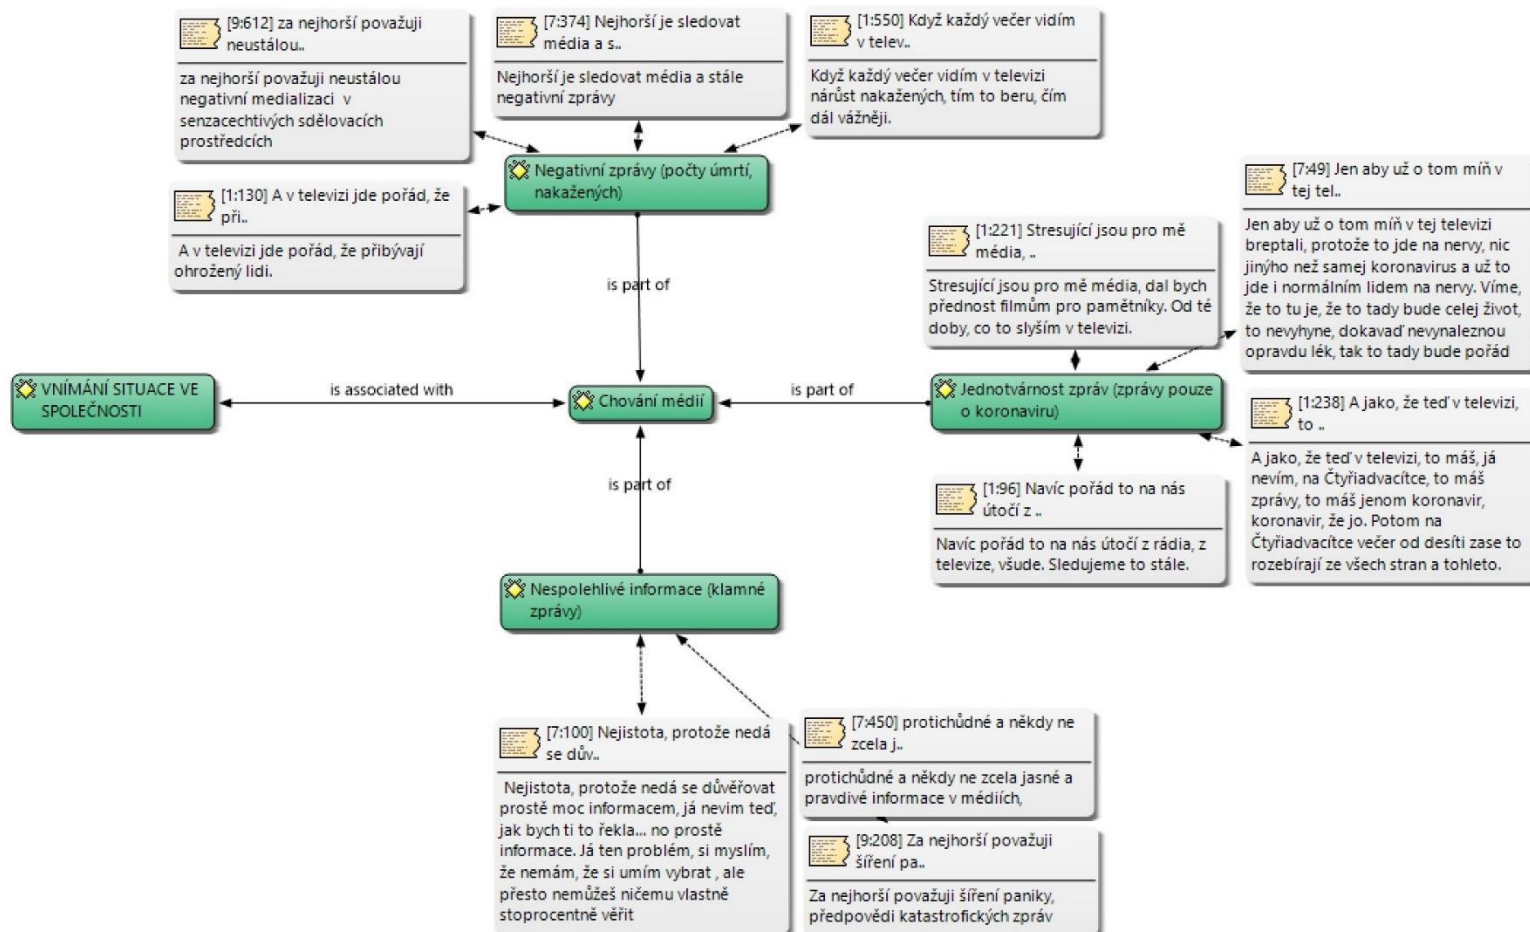 [9:612] za nejhorší považuji
neustálou..
za nejhorší považuji neustálou
negativní medializaci v
senzacechtivých sdělovacích
prostředcích
[7:374] Nejhorší je sledovat
média a s..
Nejhorší je sledovat média a stále
negativní zprávy
[1:550] Když každý večer vidím
v telev..
Když každý večer vidím v televizi
nárůst nakažených, tím to beru, čím
dál vážněji.
Negativní zprávy (počty úmrtí,
nakažených)
[1:130] A v televizi jde pořád, že
při..
A v televizi jde pořád, že přibývají
ohrožený lidi.
is part of
[1:221] Stresující jsou pro mě
média, ..
Stresující jsou pro mě média, dal bych
přednost filmům pro pamětníky. Od té
doby, co to slyším v televizi.
[7:49] Jen aby už o tom míň v
tej tel..
Jen aby už o tom míň v tej televizi
breptali, protože to jde na nervy, nic
jinýho než samej koronavirus a už to
jde i normálním lidem na nervy. Víme,
že to tu je, že to tady bude celej život,
to nevyhyne, dokavaď nevynaleznou
opravdu lék, tak to tady bude pořád
VNÍMÁNÍ SITUACE VE
SPOLEČNOSTI
is associated with
Chování médií
is part of
Jednotvárnost zpráv (zprávy pouze
o koronaviru)
[1:238] A jako, že teď v televizi,
to ..
A jako, že teď v televizi, to máš, já
nevím, na Čtyřiadvacítce, to máš
zprávy, to máš jenom koronavir,
koronavir, že jo. Potom na
Čtyřiadvacítce večer od desíti zase to
rozebírají ze všech stran a tohleto.
is part of
[1:96] Navíc pořád to na nás
útočí z ..
Navíc pořád to na nás útočí z rádia, z
televize, všude. Sledujeme to stále.
Nespolehlivé informace (klamné
zprávy)
[7:100] Nejistota, protože nedá
se dův..
Nejistota, protože nedá se důvěřovat
prostě moc informacem, já nevim teď,
jak bych ti to řekla... no prostě
informace. Já ten problém, si myslím,
že nemám, že si umím vybrat , ale
přesto nemůžeš ničemu vlastně
stoprocentně věřit
[7:450] protichůdné a někdy ne
zcela j..
protichůdné a někdy ne zcela jasné a
pravdivé informace v médiích,
[9:208] Za nejhorší považuji
šíření pa..
Za nejhorší považuji šíření paniky,
předpovědi katastrofických zpráv